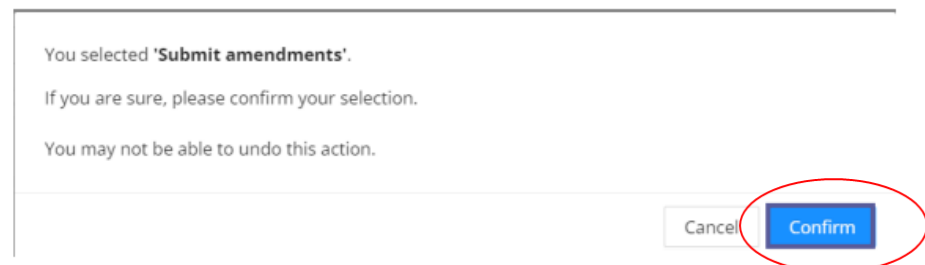 You selected 'Submit amendments'.
If you are sure, please confirm your selection.
You may not be able to undo this action.
Cancel Confirm